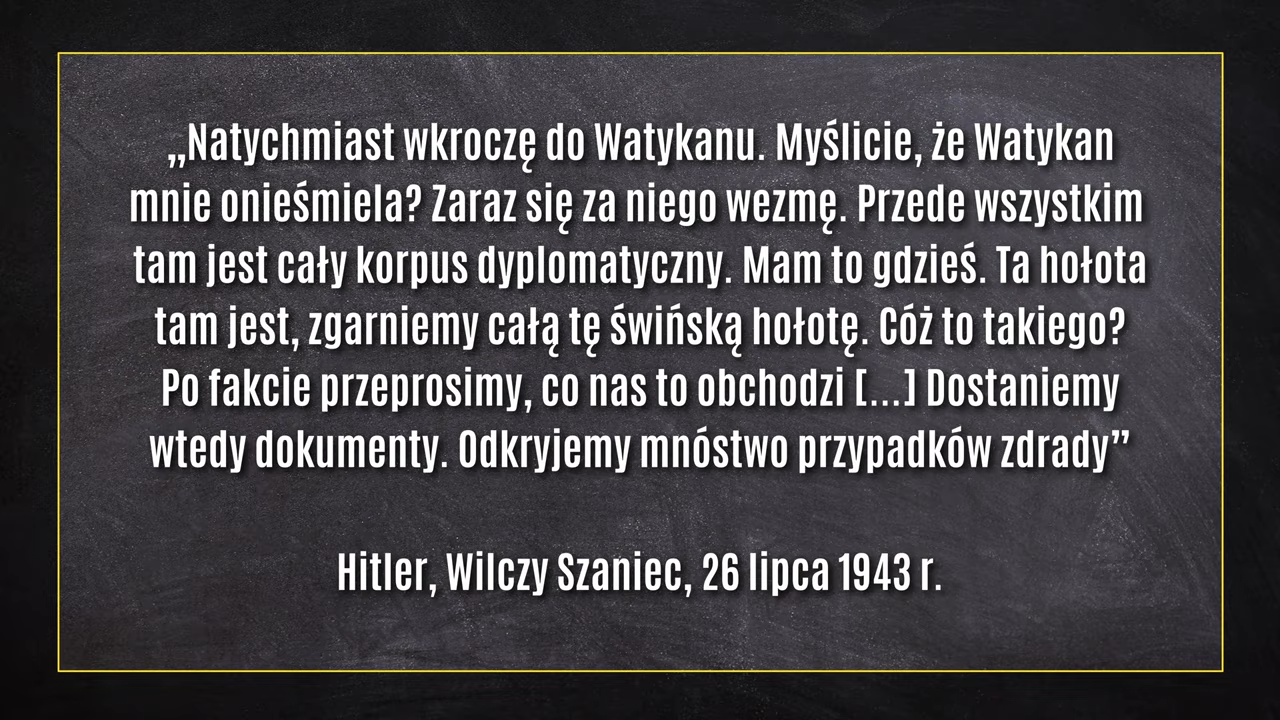 „Natychmiast wkroczę do Watykanu. Myślicie, że Watykan
mnie onieśmiela? Zaraz się za niego wezmę. Przede wszystkim
tam jest cały korpus dyplomatyczny. Mam to gdzieś. Ta hołota
tam jest, zgarniemy całą tę świńską hołotę. Cóż to takiego?
Po fakcie przeprosimy, co nas to obchodzi [...] Dostaniemy
wtedy dokumenty. Odkryjemy mnóstwo przypadków zdrady”
Hitler, Wilczy Szaniec, 26 lipca 1943 r.